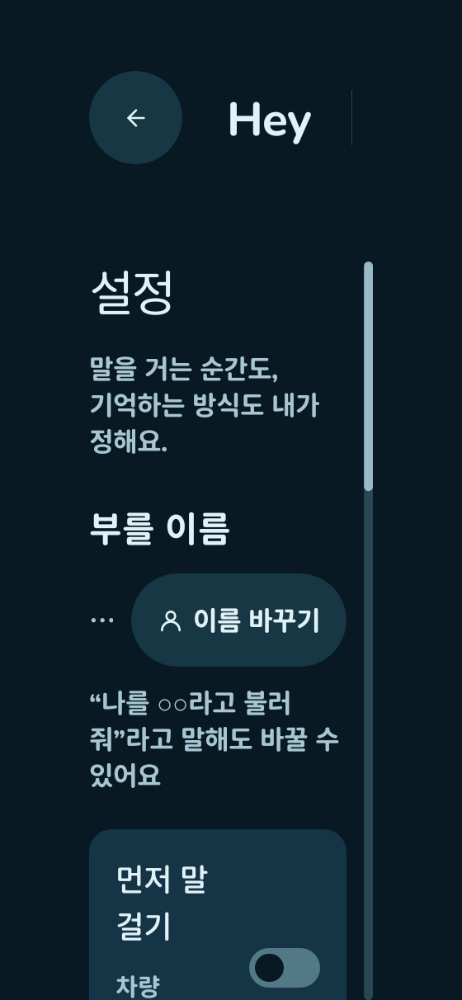 Hey
설정
말을 거는 순간도,
기억하는 방식도 내가
정해요.
부를 이름
…
이름 바꾸기
“나를 ○○라고 불러
줘”라고 말해도 바꿀 수
있어요
먼저 말
걸기
차량